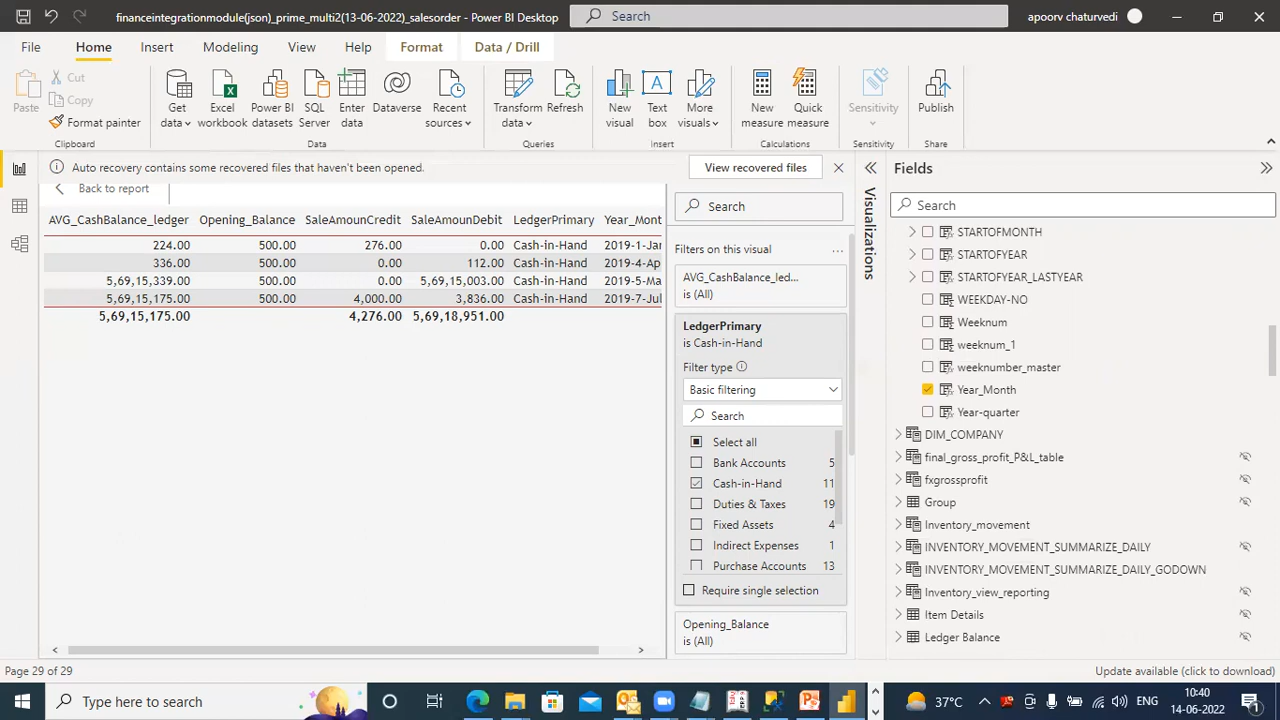 financeintegrationmodule(json)_prime_multi2(13-06-2022)_salesorder - Power BI Desktop
Search
apoorv chaturvedi
File Home Insert Modeling View Help Format Data / Drill
Paste
Cut
Copy
Format painter
Get data
Excel workbook
Power BI datasets
SQL Server
Enter data
Dataverse
Recent sources
Transform data
Refresh
New visual
Text box
More visuals
New measure
Quick measure
Sensitivity
Publish
Clipboard Data Queries Insert Calculations Sensitivity Share
Auto recovery contains some recovered files that haven't been opened.
View recovered files
Back to report
AVG_CashBalance_ledger Opening_Balance SaleAmounCredit SaleAmounDebit LedgerPrimary Year_Mont
224.00 500.00 276.00 0.00 Cash-in-Hand 2019-1-Jar
336.00 500.00 0.00 112.00 Cash-in-Hand 2019-4-Ap
5,69,15,339.00 500.00 0.00 5,69,15,003.00 Cash-in-Hand 2019-5-Ma
5,69,15,175.00 500.00 4,000.00 3,836.00 Cash-in-Hand 2019-7-Jul
5,69,15,175.00 4,276.00 5,69,18,951.00
Search
Filters on this visual ...
AVG_CashBalance_led...
is (All)
LedgerPrimary
is Cash-in-Hand
Filter type
Basic filtering
Search
Select all
Bank Accounts 5
Cash-in-Hand 11
Duties & Taxes 19
Fixed Assets 4
Indirect Expenses 1
Purchase Accounts 13
Require single selection
Opening_Balance
is (All)
Visualizations
Fields
Search
STARTOFMONTH
STARTOFYEAR
STARTOFYEAR_LASTYEAR
WEEKDAY-NO
Weeknum
weeknum_1
weeknumber_master
Year_Month
Year-quarter
DIM_COMPANY
final_gross_profit_P&L_table
fxgrossprofit
Group
Inventory_movement
INVENTORY_MOVEMENT_SUMMARIZE_DAILY
INVENTORY_MOVEMENT_SUMMARIZE_DAILY_GODOWN
Inventory_view_reporting
Item Details
Ledger Balance
Page 29 of 29
Update available (click to download)
Type here to search
37°C
ENG
10:40
14-06-2022
1